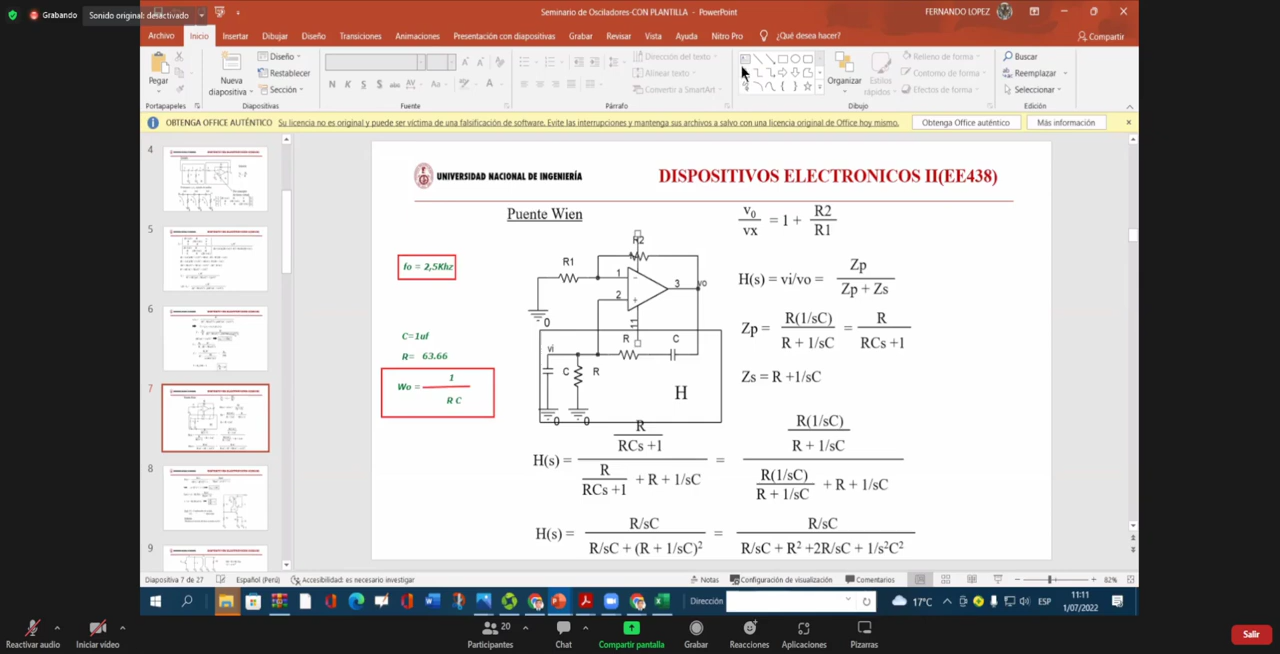 Grabando
Sonido original: desactivado
Seminario de Osciladores-CON PLANTILLA - PowerPoint
FERNANDO LOPEZ
Archivo Inicio Insertar Dibujar Diseño Transiciones Animaciones Presentación con diapositivas Grabar Revisar Vista Ayuda Nitro Pro ¿Qué desea hacer? Compartir
Pegar
Nueva diapositiva
Diseño
Restablecer
Sección
N K S S abc AV Aa A
Dirección del texto
Alinear texto
Convertir a SmartArt
Organizar
Estilos rápidos
Relleno de forma
Contorno de forma
Efectos de forma
Buscar
Reemplazar
Seleccionar
Portapapeles Diapositivas Fuente Párrafo Dibujo Edición
OBTENGA OFFICE AUTÉNTICO Su licencia no es original y puede ser víctima de una falsificación de software. Evite las interrupciones y mantenga sus archivos a salvo con una licencia original de Office hoy mismo. Obtenga Office auténtico Más información
4
5
6
7
8
9
UNIVERSIDAD NACIONAL DE INGENIERÍA
DISPOSITIVOS ELECTRONICOS II(EE438)
Puente Wien
fo = 2,5Khz
C=1uf
R= 63.66
Wo = 1 / R C
R1
R2
1
2
3
11
vo
0
R
C
vi
C
R
0
0
H
v0/vx = 1 + R2/R1
H(s) = vi/vo = Zp / (Zp + Zs)
Zp = R(1/sC) / (R + 1/sC) = R / (RCs +1)
Zs = R +1/sC
H(s) = (R / (RCs +1)) / (R / (RCs +1) + R + 1/sC) = (R(1/sC) / (R + 1/sC)) / (R(1/sC) / (R + 1/sC) + R + 1/sC)
H(s) = R/sC / (R/sC + (R + 1/sC)²) = R/sC / (R/sC + R² +2R/sC + 1/s²C²)
Diapositiva 7 de 27 Español (Perú) Accesibilidad: es necesario investigar Notas Configuración de visualización Comentarios 82%
Dirección
17°C
ESP
11:11
1/07/2022
Reactivar audio
Iniciar video
20
Participantes
Chat
Compartir pantalla
Grabar
Reacciones
Aplicaciones
Pizarras
Salir